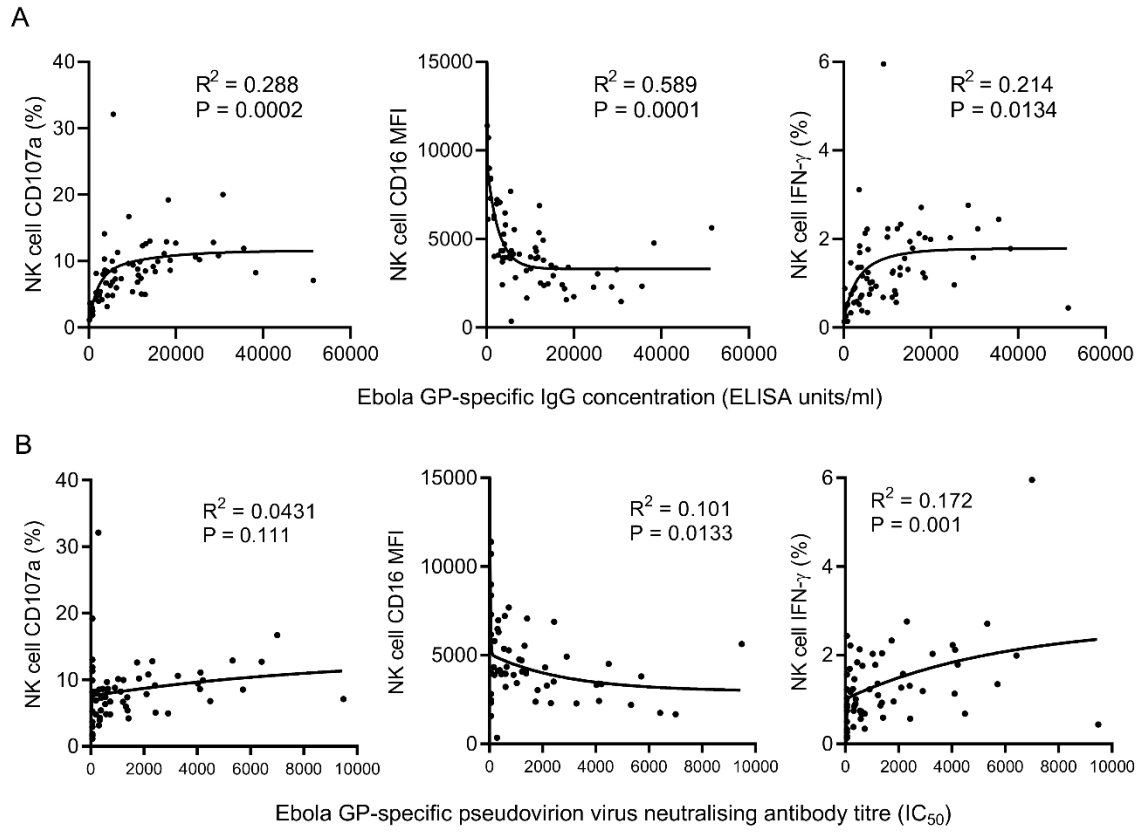 A
NK cell CD107a (%)
40
30
20
10
0
0 20000 40000 60000
R² = 0.288
P = 0.0002
NK cell CD16 MFI
15000
10000
5000
0
0 20000 40000 60000
R² = 0.589
P = 0.0001
NK cell IFN-γ (%)
6
4
2
0
0 20000 40000 60000
R² = 0.214
P = 0.0134
Ebola GP-specific IgG concentration (ELISA units/ml)
B
NK cell CD107a (%)
40
30
20
10
0
0 2000 4000 6000 8000 10000
R² = 0.0431
P = 0.111
NK cell CD16 MFI
15000
10000
5000
0
0 2000 4000 6000 8000 10000
R² = 0.101
P = 0.0133
NK cell IFN-γ (%)
6
4
2
0
0 2000 4000 6000 8000 10000
R² = 0.172
P = 0.001
Ebola GP-specific pseudovirion virus neutralising antibody titre (IC₅₀)